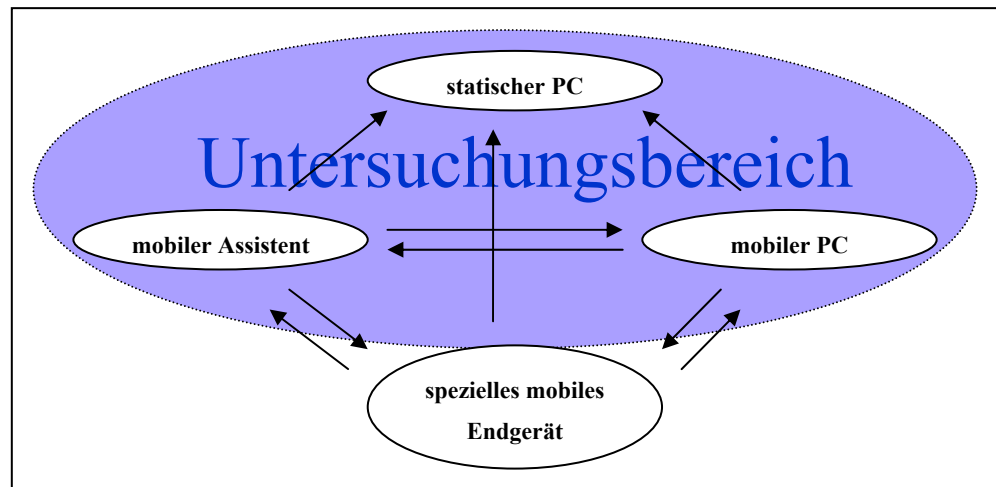 statischer PC
Untersuchungsbereich
mobiler Assistent
mobiler PC
spezielles mobiles
Endgerät